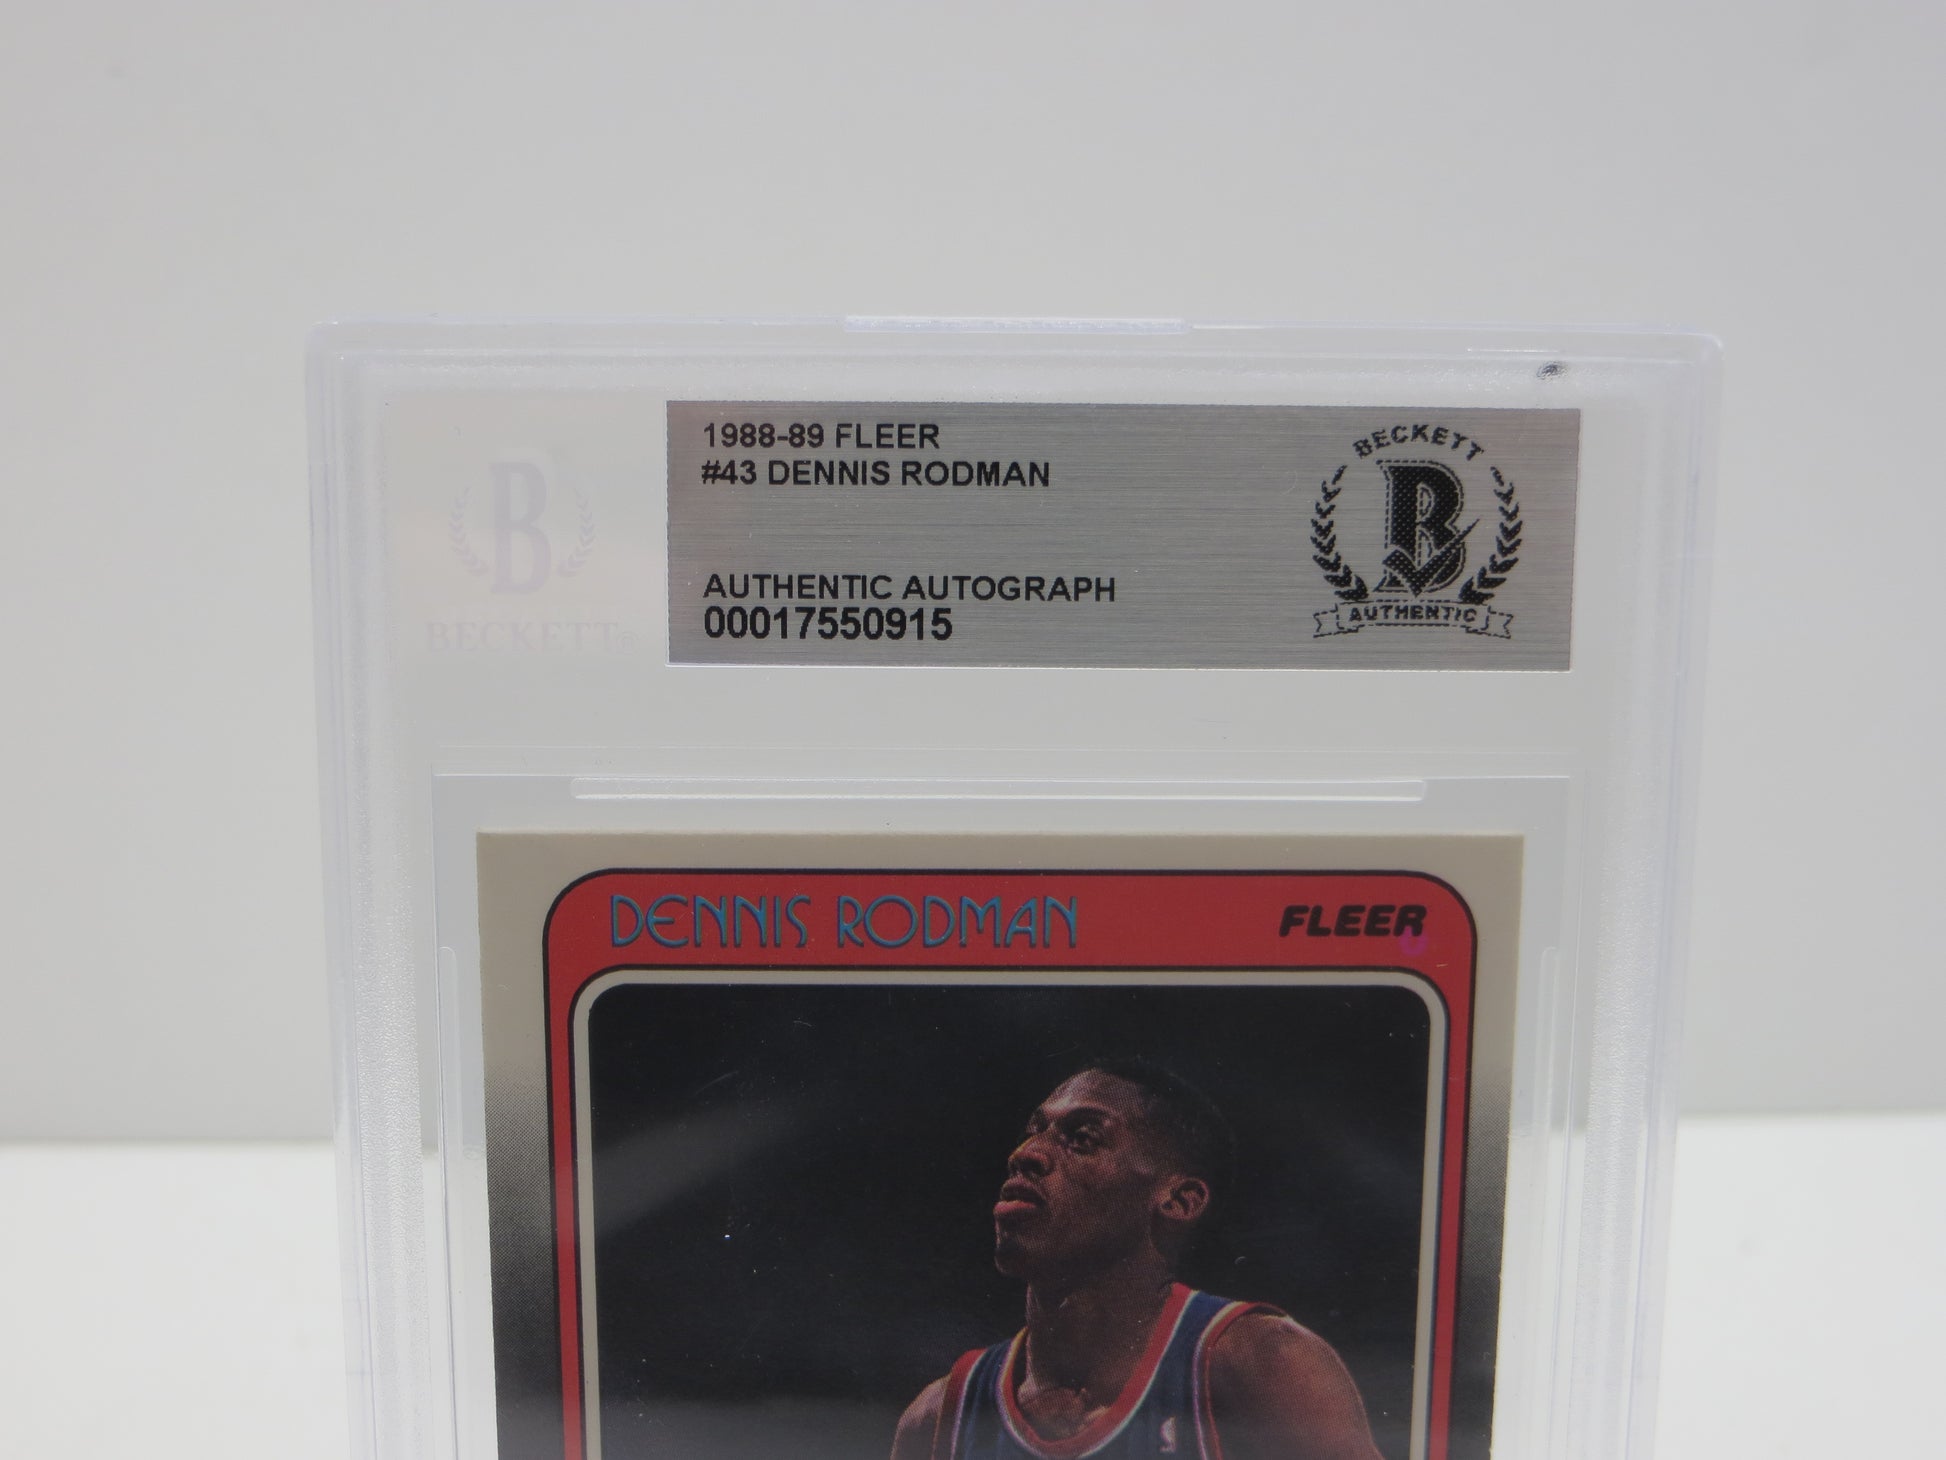 1988-89 FLEER
#43 DENNIS RODMAN
AUTHENTIC AUTOGRAPH
00017550915
BECKETT
B
AUTHENTIC
B
BECKETT®
DENNIS RODMAN
FLEER